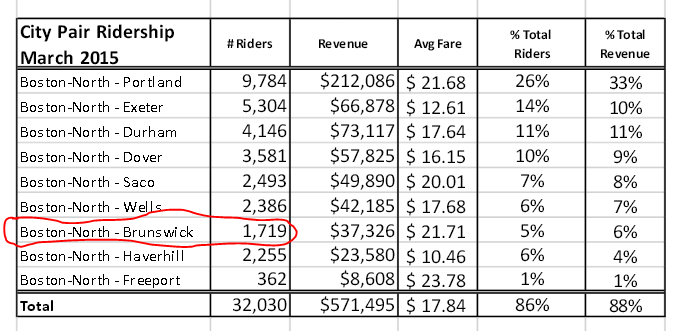 City Pair Ridership March 2015 # Riders Revenue Avg Fare % Total Riders % Total Revenue
Boston-North - Portland 9,784 $212,086 $ 21.68 26% 33%
Boston-North - Exeter 5,304 $66,878 $ 12.61 14% 10%
Boston-North - Durham 4,146 $73,117 $ 17.64 11% 11%
Boston-North - Dover 3,581 $57,825 $ 16.15 10% 9%
Boston-North - Saco 2,493 $49,890 $ 20.01 7% 8%
Boston-North - Wells 2,386 $42,185 $ 17.68 6% 7%
Boston-North - Brunswick 1,719 $37,326 $ 21.71 5% 6%
Boston-North - Haverhill 2,255 $23,580 $ 10.46 6% 4%
Boston-North - Freeport 362 $8,608 $ 23.78 1% 1%
Total 32,030 $571,495 $ 17.84 86% 88%